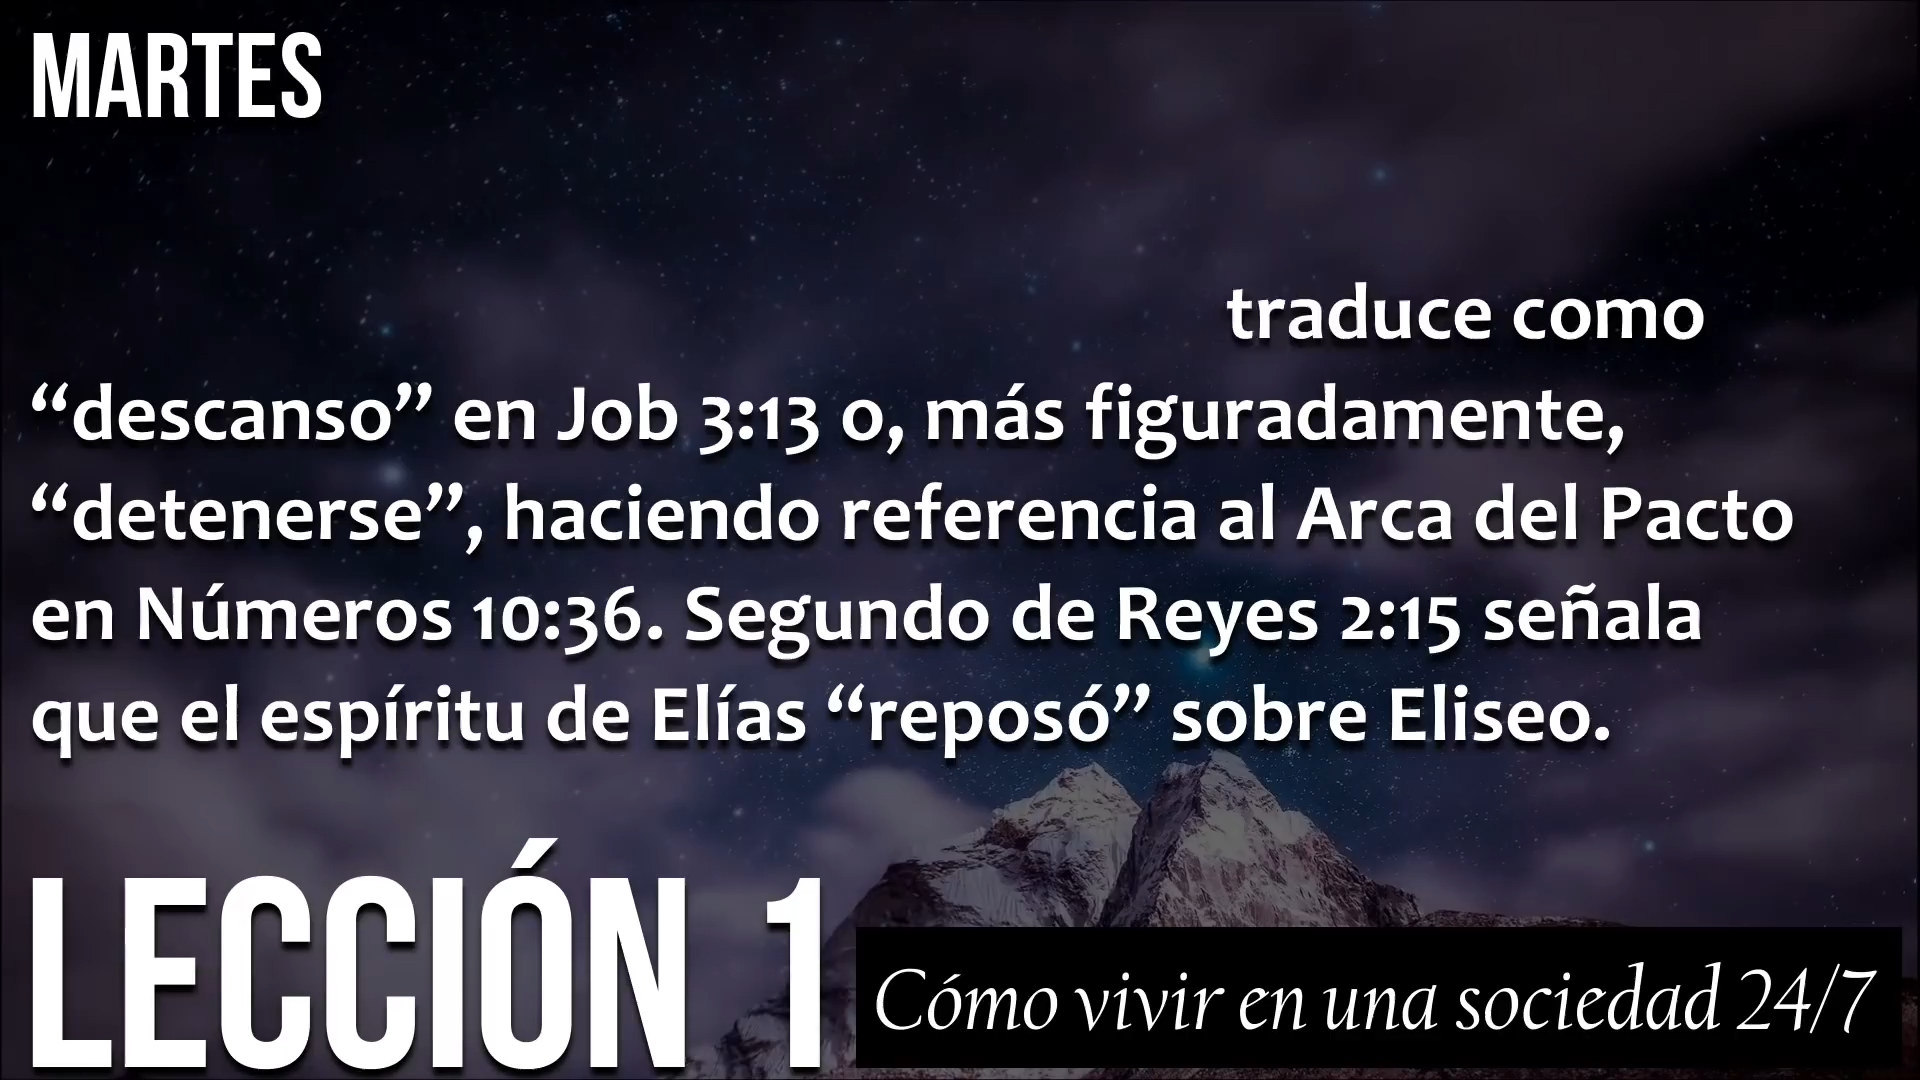 MARTES
traduce como
“descanso” en Job 3:13 o, más figuradamente,
“detenerse”, haciendo referencia al Arca del Pacto
en Números 10:36. Segundo de Reyes 2:15 señala
que el espíritu de Elías “reposó” sobre Eliseo.
LECCIÓN 1
Cómo vivir en una sociedad 24/7